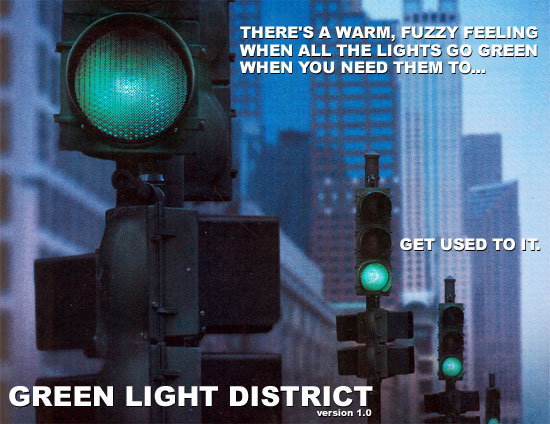 THERE'S A WARM, FUZZY FEELING
WHEN ALL THE LIGHTS GO GREEN
WHEN YOU NEED THEM TO...
GET USED TO IT.
GREEN LIGHT DISTRICT
version 1.0